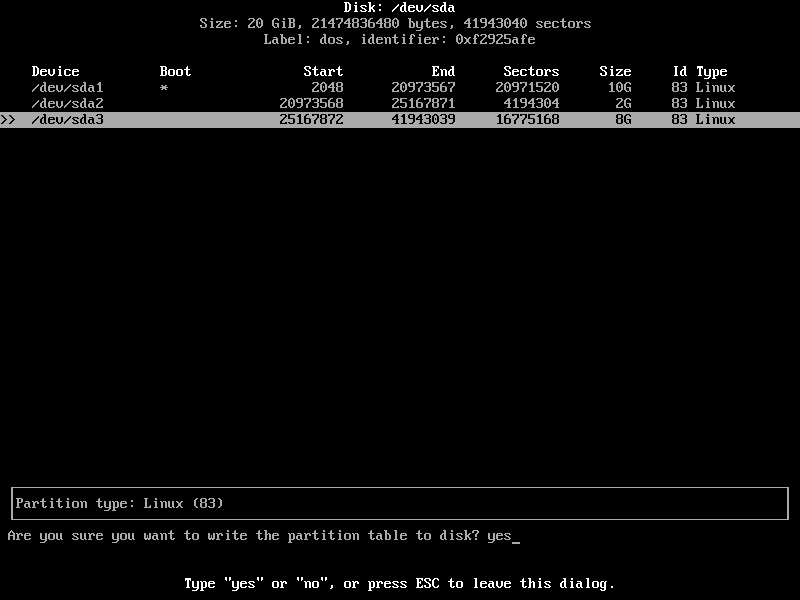 Disk: /dev/sda
Size: 20 GiB, 21474836480 bytes, 41943040 sectors
Label: dos, identifier: 0xf2925afe
Device Boot Start End Sectors Size Id Type
/dev/sda1 * 2048 20973567 20971520 10G 83 Linux
/dev/sda2 20973568 25167871 4194304 2G 83 Linux
>> /dev/sda3 25167872 41943039 16775168 8G 83 Linux
Partition type: Linux (83)
Are you sure you want to write the partition table to disk? yes_
Type "yes" or "no", or press ESC to leave this dialog.